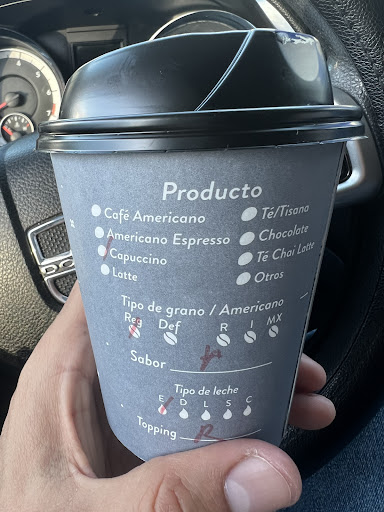 Producto
Café Americano
Americano Espresso
Capuccino
Latte
Té/Tisana
Chocolate
Té Chai Latte
Otros
Tipo de grano / Americano
Reg Def R I MX
Sabor
Tipo de leche
E D L S C
Topping